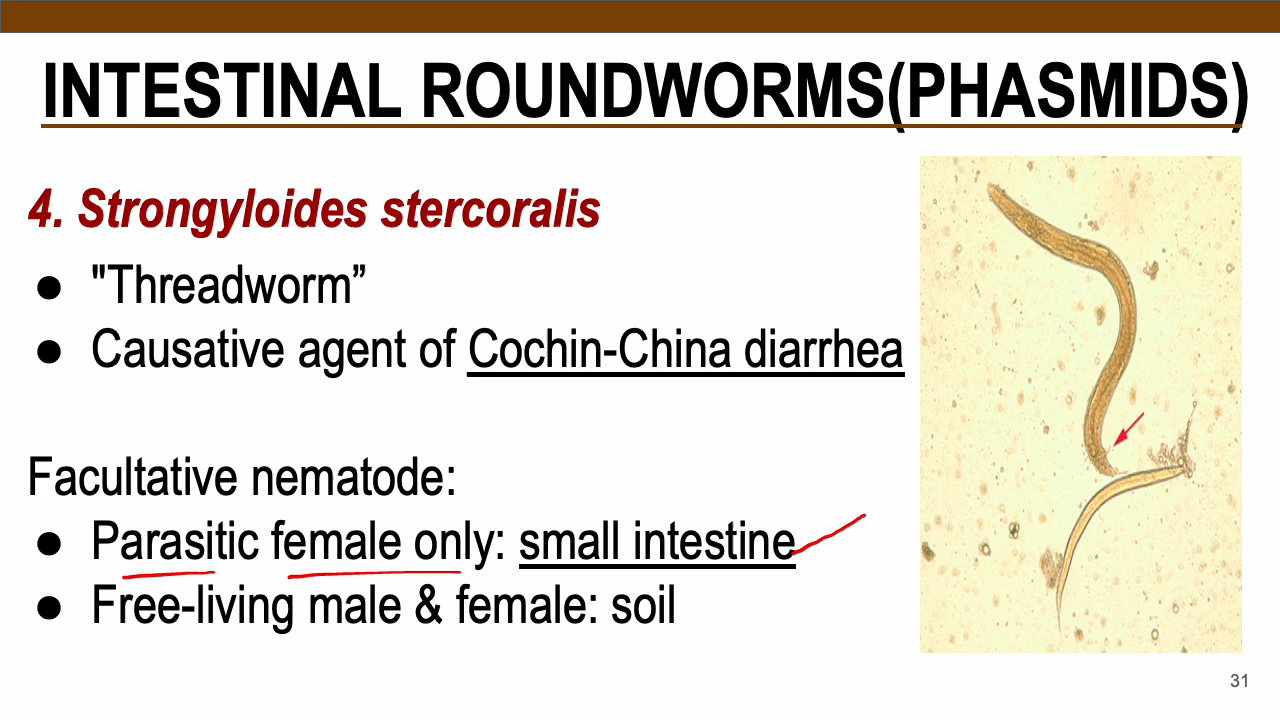 INTESTINAL ROUNDWORMS(PHASMIDS)
4. Strongyloides stercoralis
● "Threadworm”
● Causative agent of Cochin-China diarrhea
Facultative nematode:
● Parasitic female only: small intestine
● Free-living male & female: soil
31